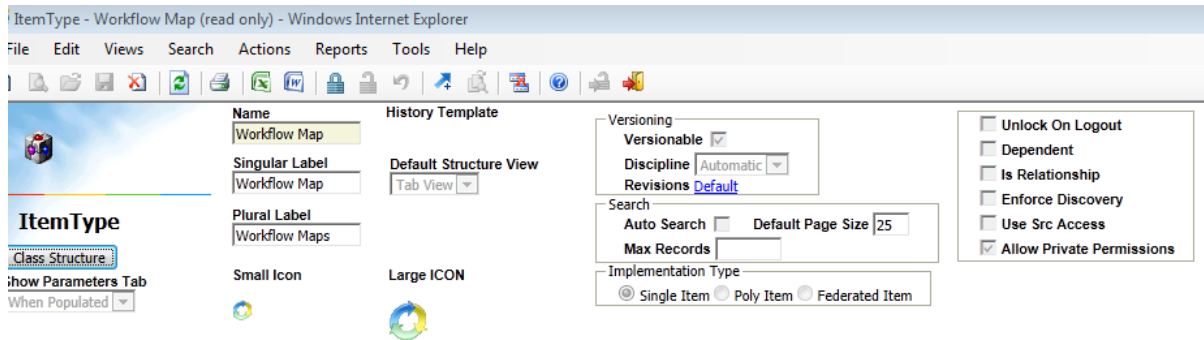 ItemType - Workflow Map (read only) - Windows Internet Explorer
File Edit Views Search Actions Reports Tools Help
ItemType
Class Structure
Show Parameters Tab
When Populated
Name
Workflow Map
Singular Label
Workflow Map
Plural Label
Workflow Maps
Small Icon
History Template
Default Structure View
Tab View
Large ICON
Versioning
Versionable
Discipline Automatic
Revisions Default
Search
Auto Search Default Page Size 25
Max Records
Implementation Type
Single Item Poly Item Federated Item
Unlock On Logout
Dependent
Is Relationship
Enforce Discovery
Use Src Access
Allow Private Permissions